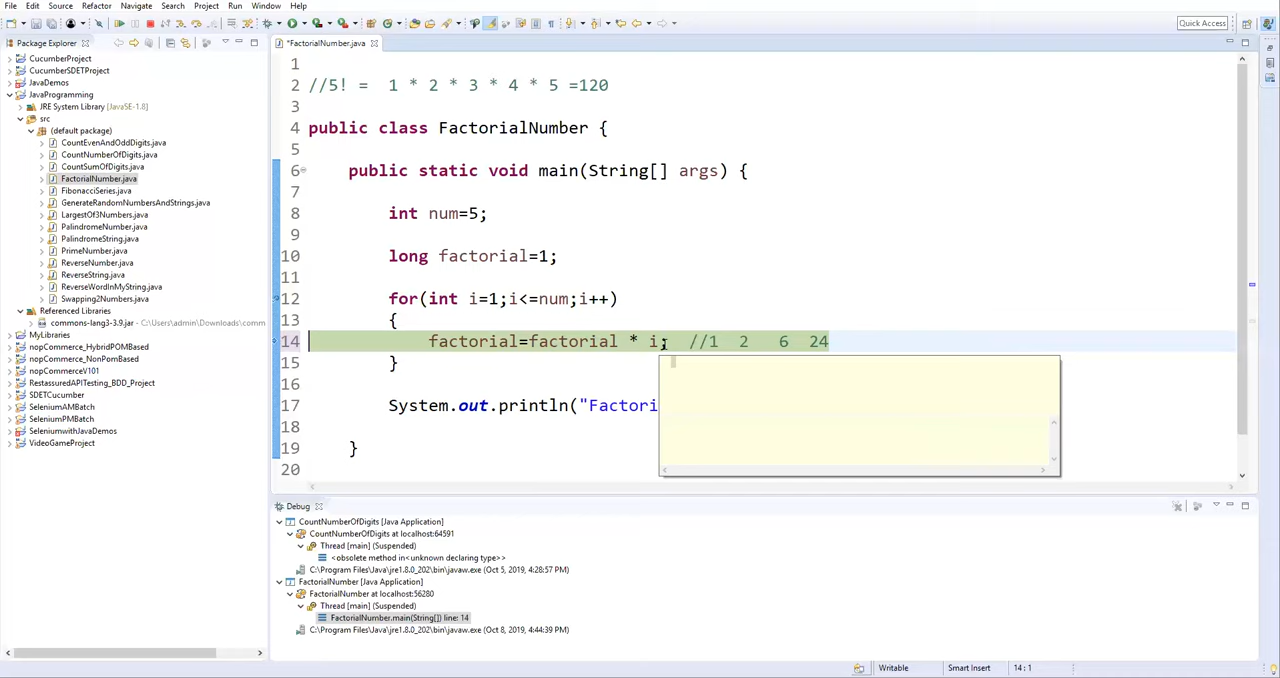 File Edit Source Refactor Navigate Search Project Run Window Help
Quick Access
Package Explorer
*FactorialNumber.java
CucumberProject
CucumberSDETProject
JavaDemos
JavaProgramming
JRE System Library [JavaSE-1.8]
src
(default package)
CountEvenAndOddDigits.java
CountNumberOfDigits.java
CountSumOfDigits.java
FactorialNumber.java
FibonacciSeries.java
GenerateRandomNumbersAndStrings.java
LargestOf3Numbers.java
PalindromeNumber.java
PalindromeString.java
PrimeNumber.java
ReverseNumber.java
ReverseString.java
ReverseWordInMyString.java
Swapping2Numbers.java
Referenced Libraries
commons-lang3-3.9.jar - C:\Users\admin\Downloads\comm
MyLibraries
nopCommerce_HybridPOMBased
nopCommerce_NonPomBased
nopCommerceV101
RestassuredAPITesting_BDD_Project
SDETCucumber
SeleniumAMBatch
SeleniumPMBatch
SeleniumwithJavaDemos
VideoGameProject
1
2 //5! = 1 * 2 * 3 * 4 * 5 =120
3
4 public class FactorialNumber {
5
6 public static void main(String[] args) {
7
8 int num=5;
9
10 long factorial=1;
11
12 for(int i=1;i<=num;i++)
13 {
14 factorial=factorial * i; //1 2 6 24
15 }
16
17 System.out.println("Factori
18
19 }
20
Debug
CountNumberOfDigits [Java Application]
CountNumberOfDigits at localhost:64591
Thread [main] (Suspended)
<obsolete method in<unknown declaring type>>
C:\Program Files\Java\jre1.8.0_202\bin\javaw.exe (Oct 5, 2019, 4:28:57 PM)
FactorialNumber [Java Application]
FactorialNumber at localhost:56280
Thread [main] (Suspended)
FactorialNumber.main(String[]) line: 14
C:\Program Files\Java\jre1.8.0_202\bin\javaw.exe (Oct 8, 2019, 4:44:39 PM)
Writable Smart Insert 14 : 1